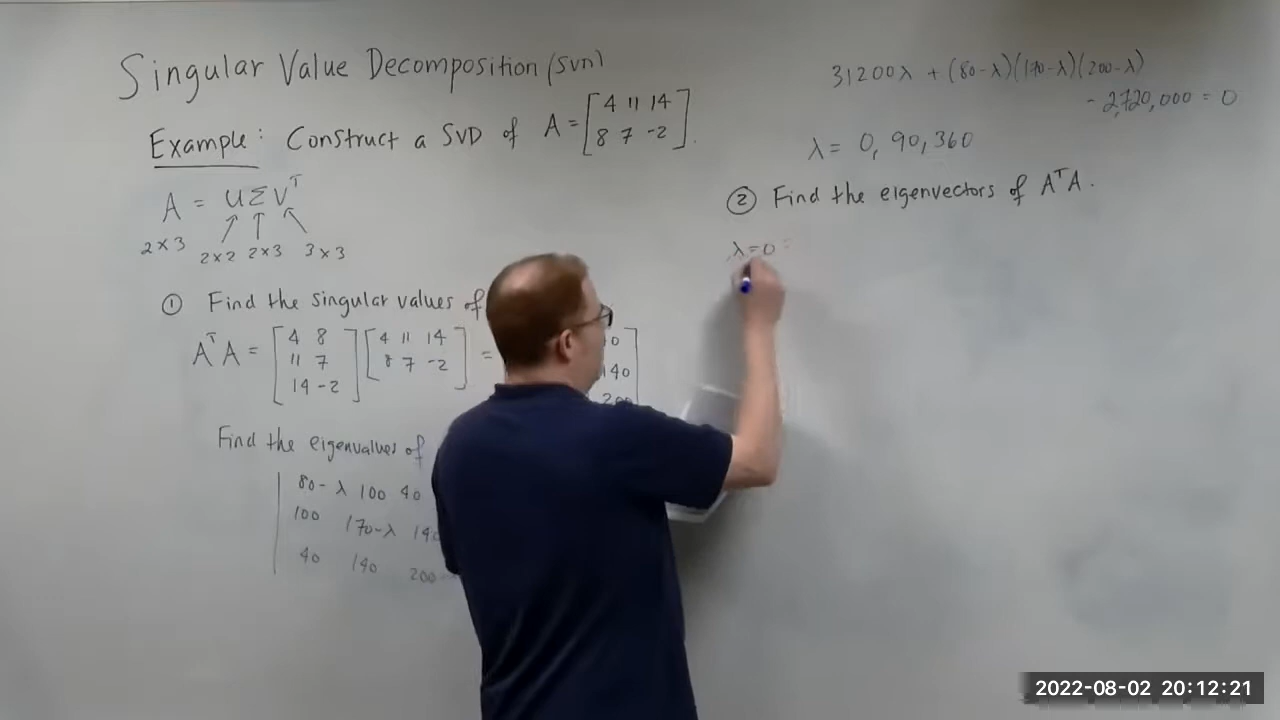 Singular Value Decomposition (SVD)
Example: Construct a SVD of A = [4 11 14
8 7 -2].
A = UΣV^T
2×3 2×2 2×3 3×3
① Find the singular values of
A^T A = [4 8
11 7
14 -2] [4 11 14
8 7 -2] =
10
140
200
Find the eigenvalues of
80-λ 100 40
100 170-λ 140
40 140 200
31200λ + (80-λ)(170-λ)(200-λ)
- 2,720,000 = 0
λ = 0, 90, 360
② Find the eigenvectors of A^T A.
λ=0:
2022-08-02 20:12:21